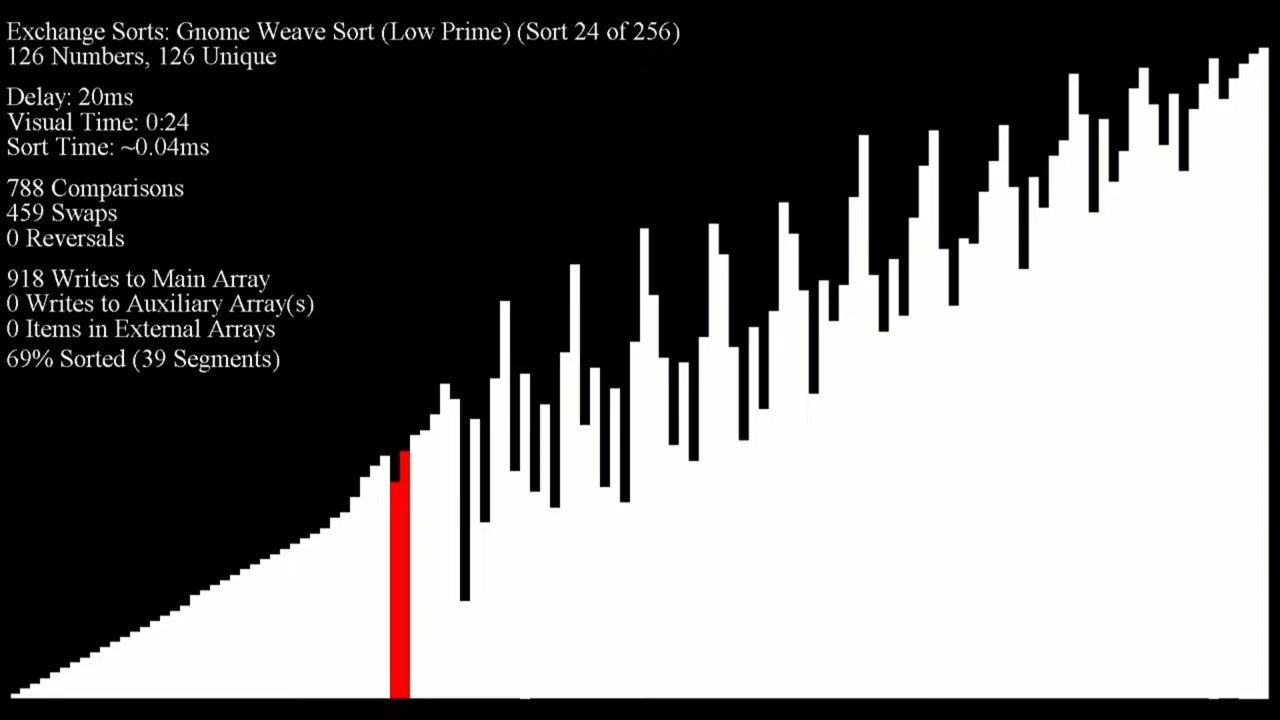 Exchange Sorts: Gnome Weave Sort (Low Prime) (Sort 24 of 256)
126 Numbers, 126 Unique
Delay: 20ms
Visual Time: 0:24
Sort Time: ~0.04ms
788 Comparisons
459 Swaps
0 Reversals
918 Writes to Main Array
0 Writes to Auxiliary Array(s)
0 Items in External Arrays
69% Sorted (39 Segments)